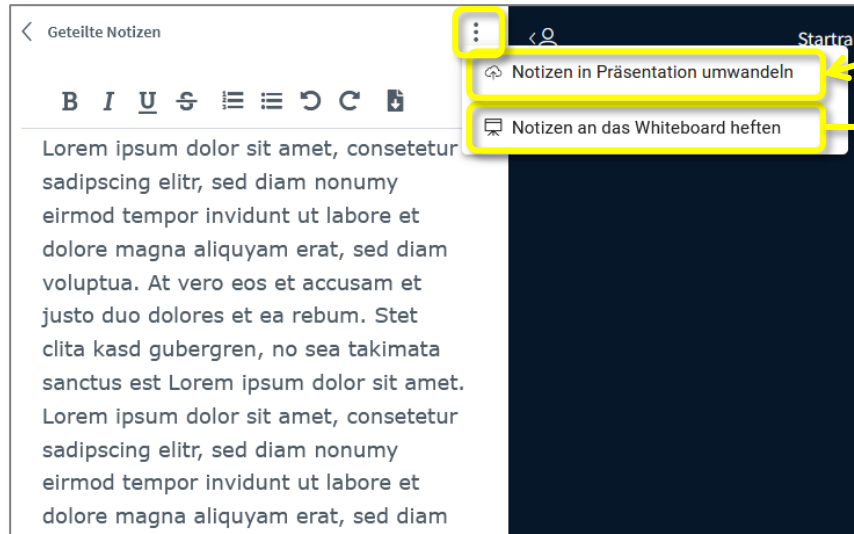 Geteilte Notizen
Startra
Notizen in Präsentation umwandeln
Notizen an das Whiteboard heften
B I U S
Lorem ipsum dolor sit amet, consetetur
sadipscing elitr, sed diam nonumy
eirmod tempor invidunt ut labore et
dolore magna aliquyam erat, sed diam
voluptua. At vero eos et accusam et
justo duo dolores et ea rebum. Stet
clita kasd gubergren, no sea takimata
sanctus est Lorem ipsum dolor sit amet.
Lorem ipsum dolor sit amet, consetetur
sadipscing elitr, sed diam nonumy
eirmod tempor invidunt ut labore et
dolore magna aliquyam erat, sed diam